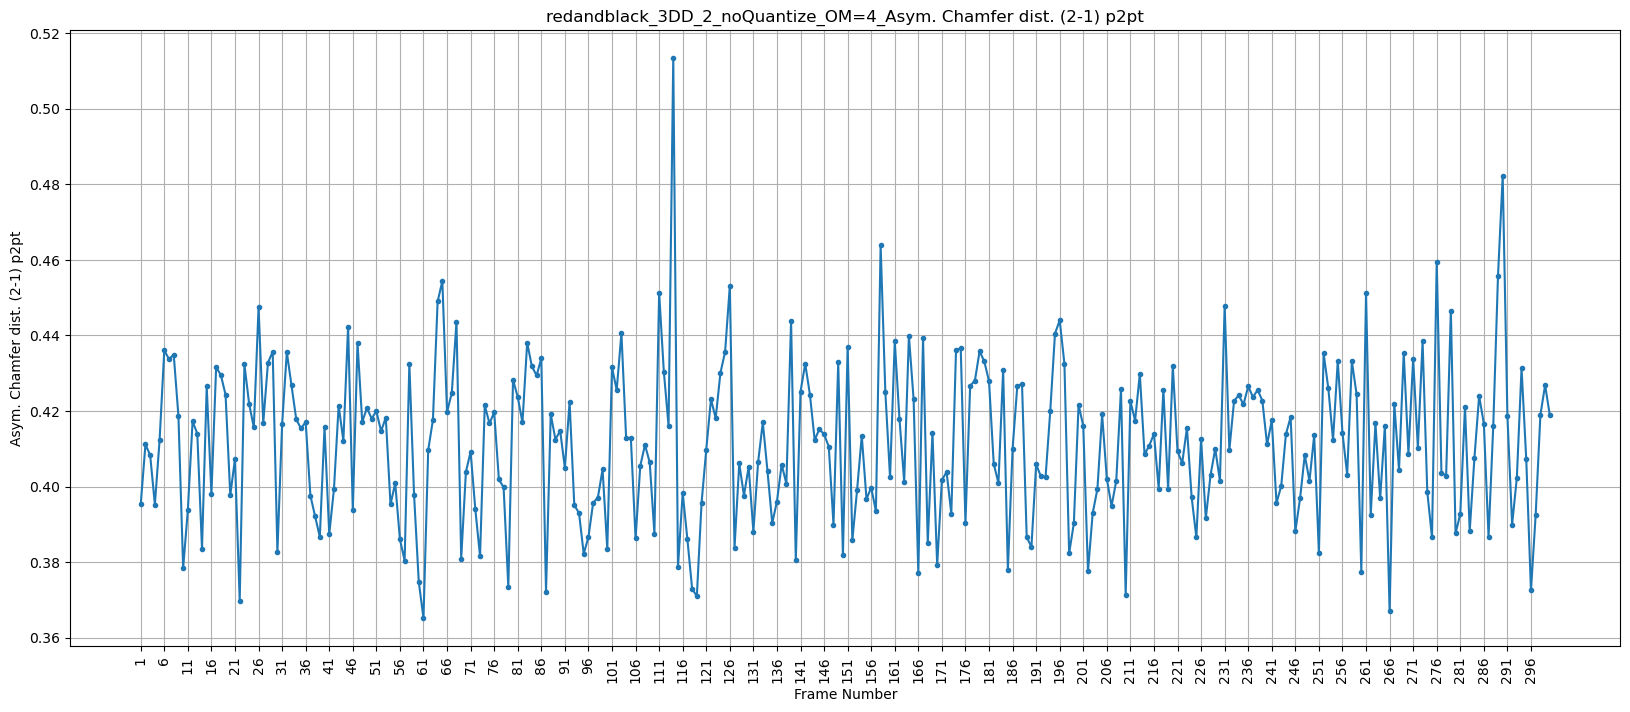 redandblack_3DD_2_noQuantize_OM=4_Asym. Chamfer dist. (2-1) p2pt
Asym. Chamfer dist. (2-1) p2pt
0.52
0.50
0.48
0.46
0.44
0.42
0.40
0.38
0.36
1 6 11 16 21 26 31 36 41 46 51 56 61 66 71 76 81 86 91 96 101 106 111 116 121 126 131 136 141 146 151 156 161 166 171 176 181 186 191 196 201 206 211 216 221 226 231 236 241 246 251 256 261 266 271 276 281 286 291 296
Frame Number